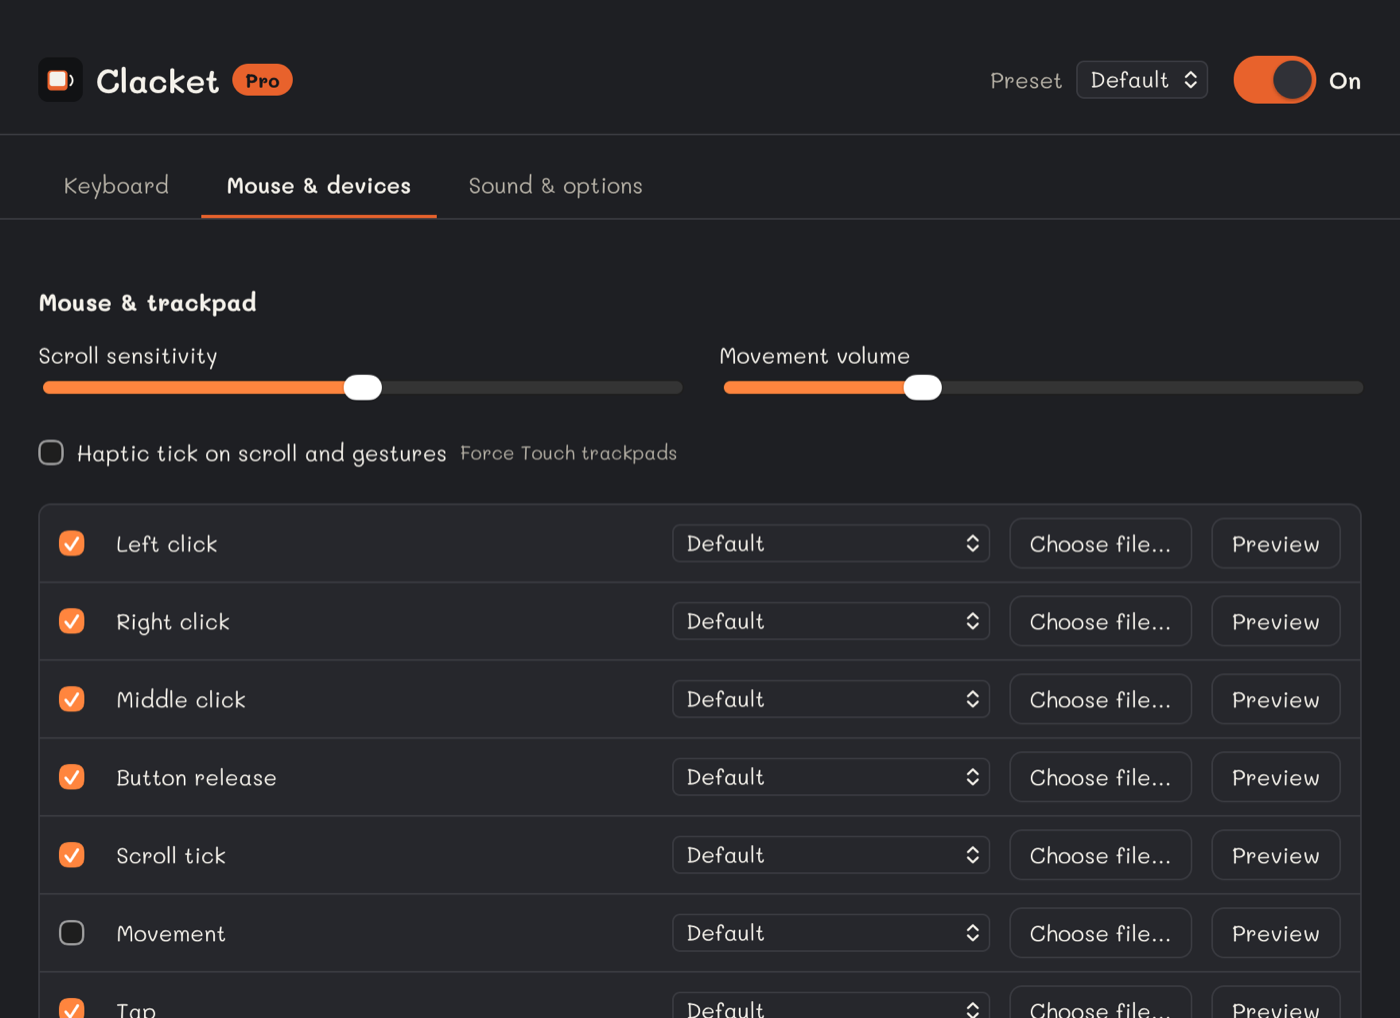 Clacket Pro Preset Default On
Keyboard Mouse & devices Sound & options
Mouse & trackpad
Scroll sensitivity Movement volume
Haptic tick on scroll and gestures Force Touch trackpads
Left click Default Choose file... Preview
Right click Default Choose file... Preview
Middle click Default Choose file... Preview
Button release Default Choose file... Preview
Scroll tick Default Choose file... Preview
Movement Default Choose file... Preview
Tap Default Choose file... Preview